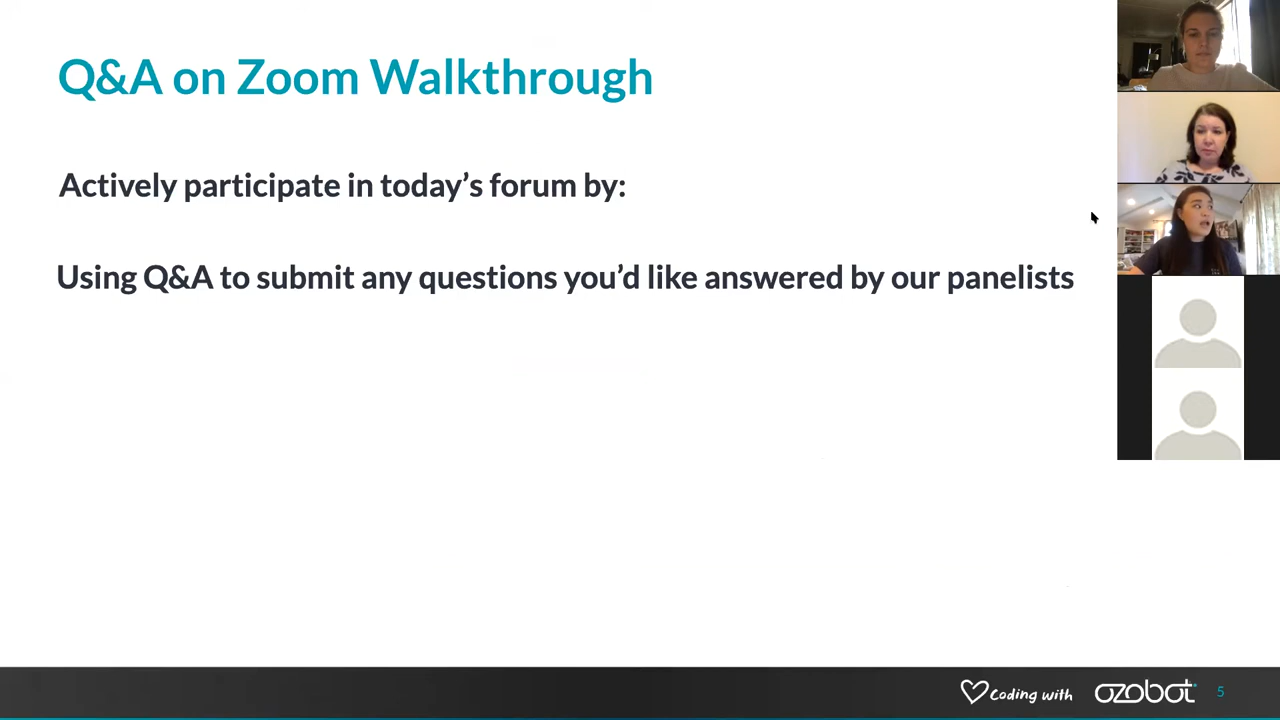 Q&A on Zoom Walkthrough
Actively participate in today’s forum by:
Using Q&A to submit any questions you’d like answered by our panelists
Coding with ozobot 5